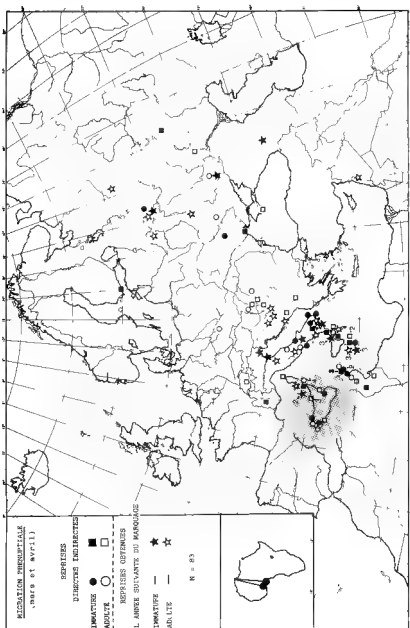 MIGRATION PRENUPTIALE
(mars et avril)
REPRISES
DIRECTES INDIRECTES
IMMATURE
ADULTE
REPRISES OBTENUES
L ANNEE SUIVANTE DU MARQUAGE
IMMATURE —
ADULTE —
N = 83